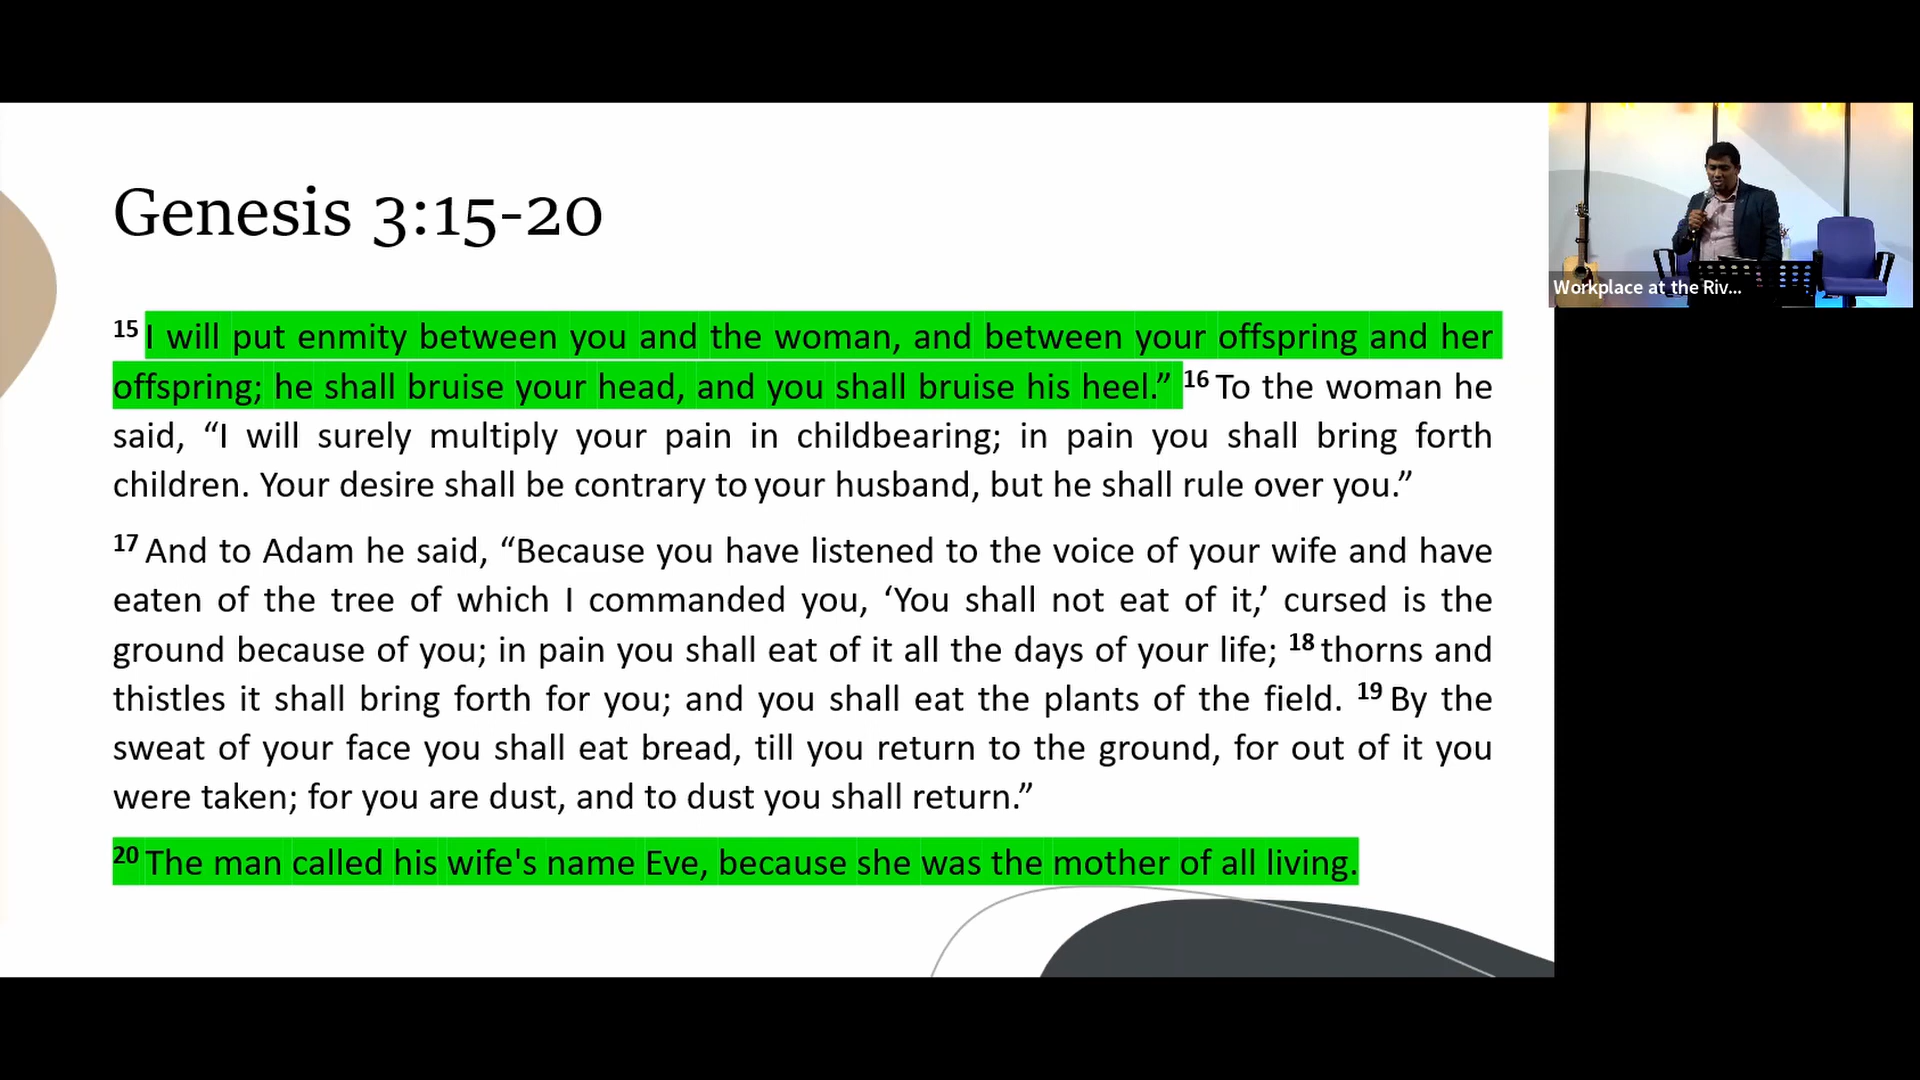 Genesis 3:15-20
15 I will put enmity between you and the woman, and between your offspring and her
offspring; he shall bruise your head, and you shall bruise his heel.” 16 To the woman he
said, “I will surely multiply your pain in childbearing; in pain you shall bring forth
children. Your desire shall be contrary to your husband, but he shall rule over you.”
17 And to Adam he said, “Because you have listened to the voice of your wife and have
eaten of the tree of which I commanded you, ‘You shall not eat of it,’ cursed is the
ground because of you; in pain you shall eat of it all the days of your life; 18 thorns and
thistles it shall bring forth for you; and you shall eat the plants of the field. 19 By the
sweat of your face you shall eat bread, till you return to the ground, for out of it you
were taken; for you are dust, and to dust you shall return.”
20 The man called his wife's name Eve, because she was the mother of all living.
Workplace at the Riv...